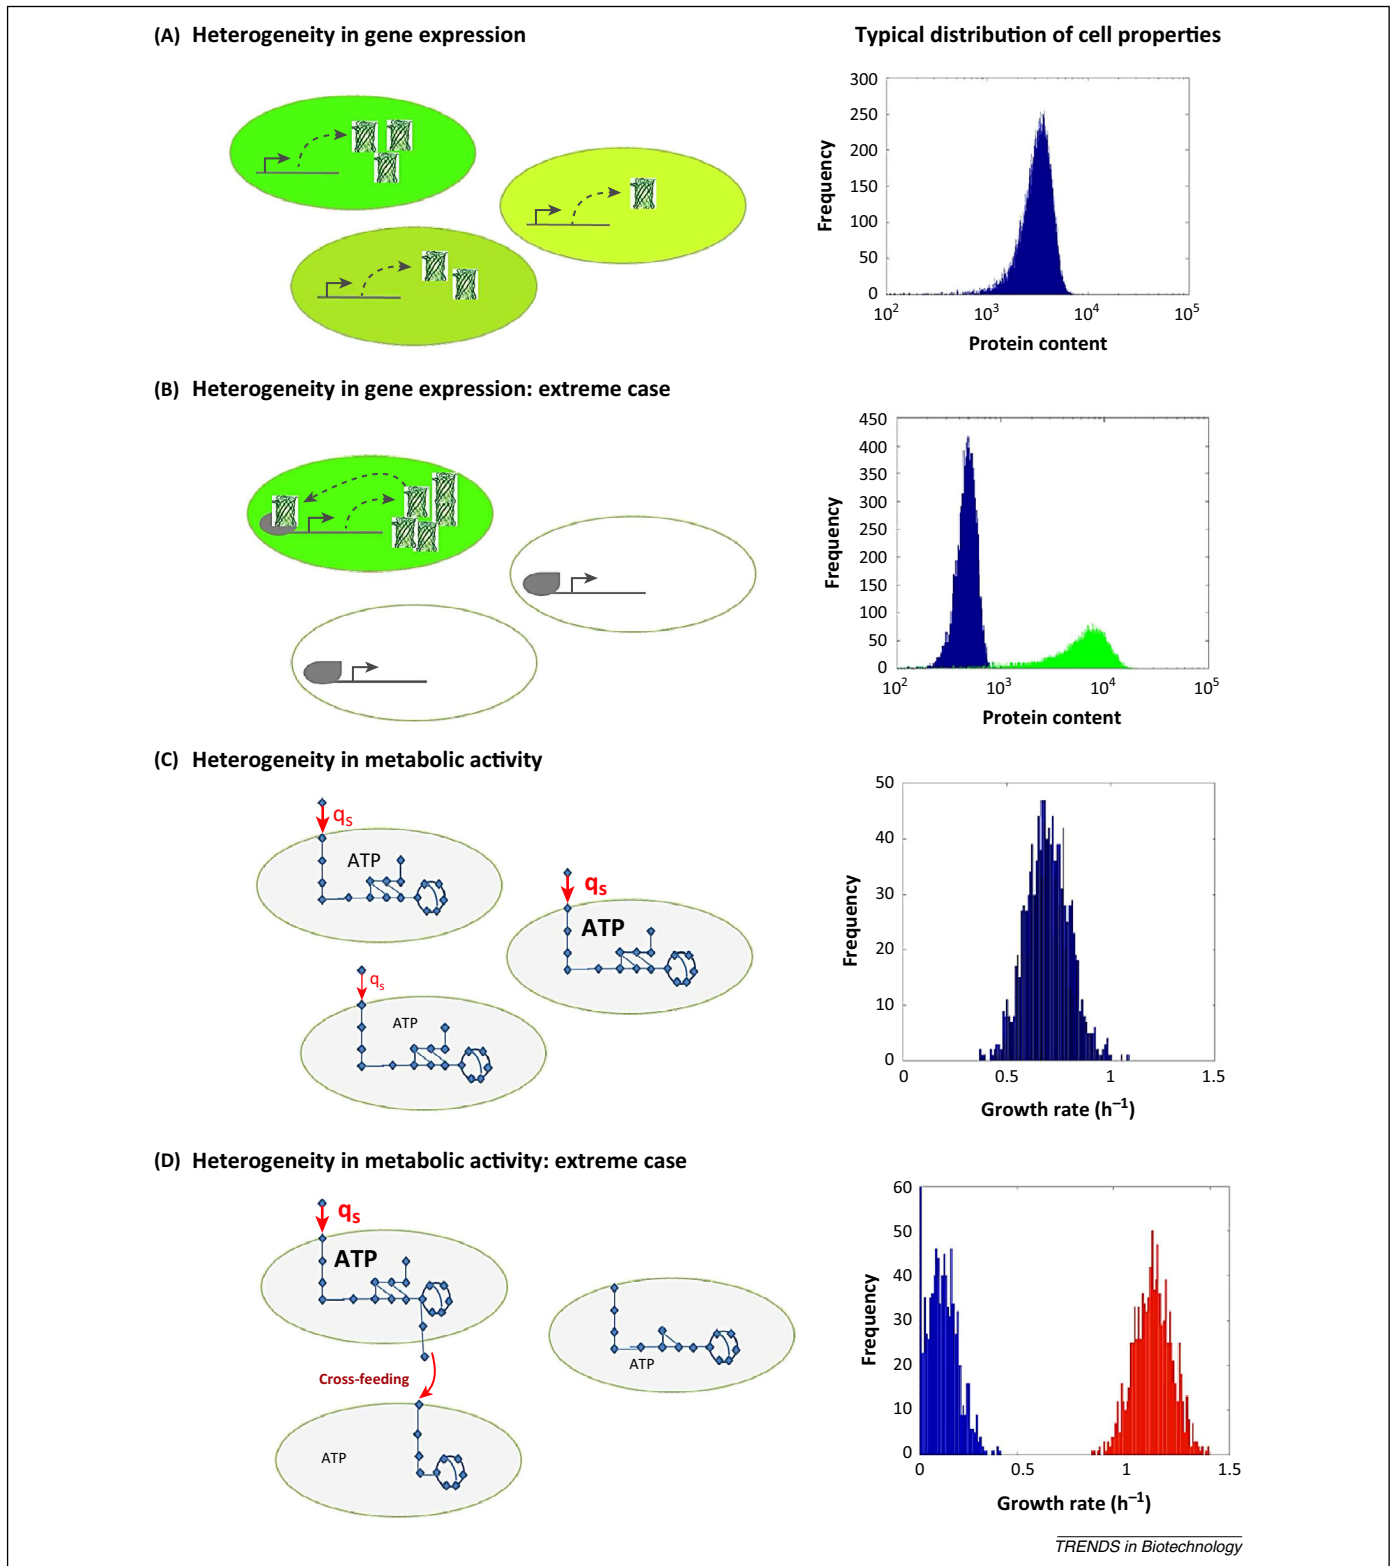 (A) Heterogeneity in gene expression
Typical distribution of cell properties
300
250
200
150
100
50
0
Frequency
10² 10³ 10⁴ 10⁵
Protein content
(B) Heterogeneity in gene expression: extreme case
450
400
350
300
250
200
150
100
50
0
Frequency
10² 10³ 10⁴ 10⁵
Protein content
(C) Heterogeneity in metabolic activity
qₛ
ATP
qₛ
ATP
qₛ
ATP
50
40
30
20
10
0
Frequency
0 0.5 1 1.5
Growth rate (h⁻¹)
(D) Heterogeneity in metabolic activity: extreme case
qₛ
ATP
ATP
Cross-feeding
ATP
60
50
40
30
20
10
0
Frequency
0 0.5 1 1.5
Growth rate (h⁻¹)
TRENDS in Biotechnology